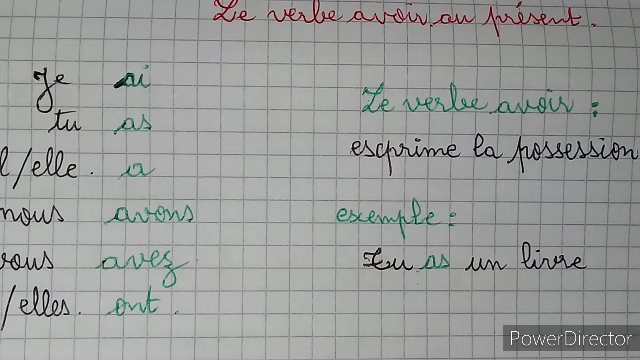 Le verbe avoir au présent.
Je ai
tu as
l/elle. a
nous avons
vous avez
/elles. ont.
Le verbe avoir :
exprime la possession
exemple :
tu as un livre
PowerDirector